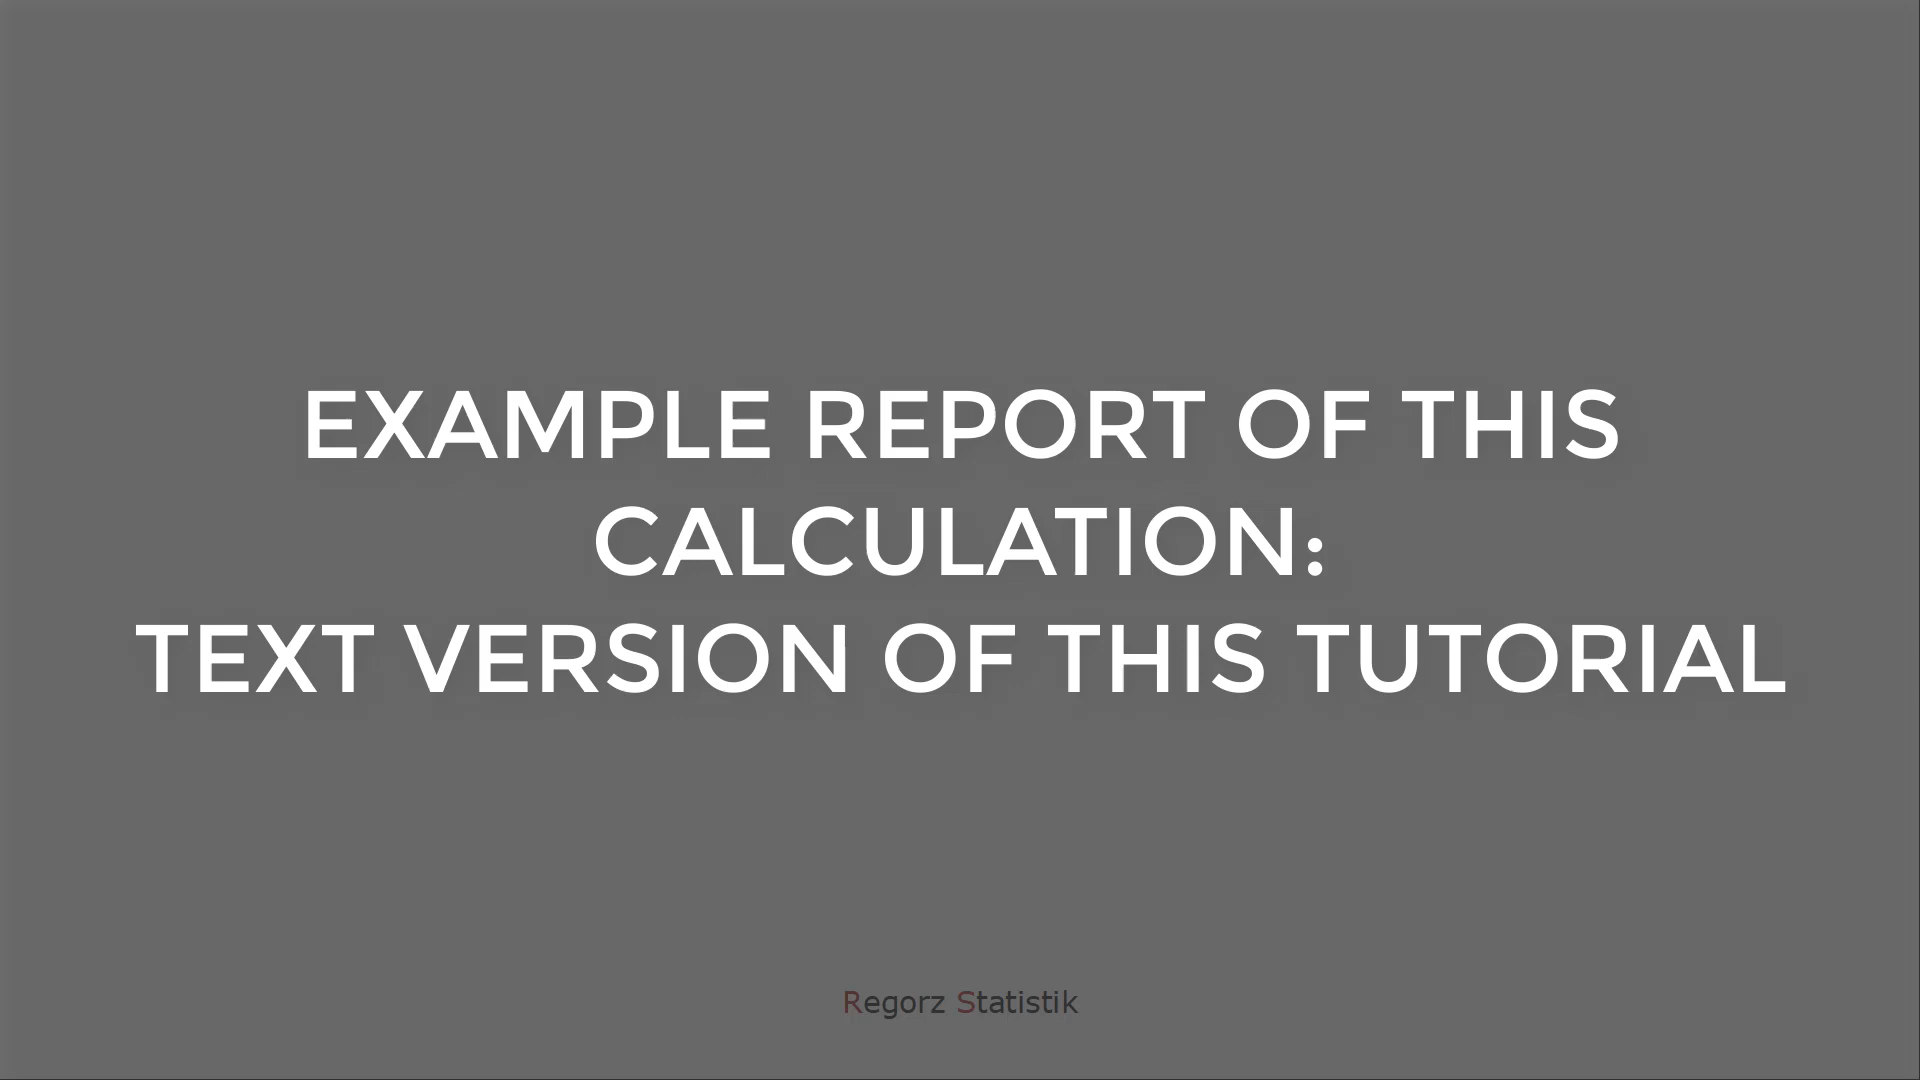 EXAMPLE REPORT OF THIS
CALCULATION:
TEXT VERSION OF THIS TUTORIAL
Regorz Statistik